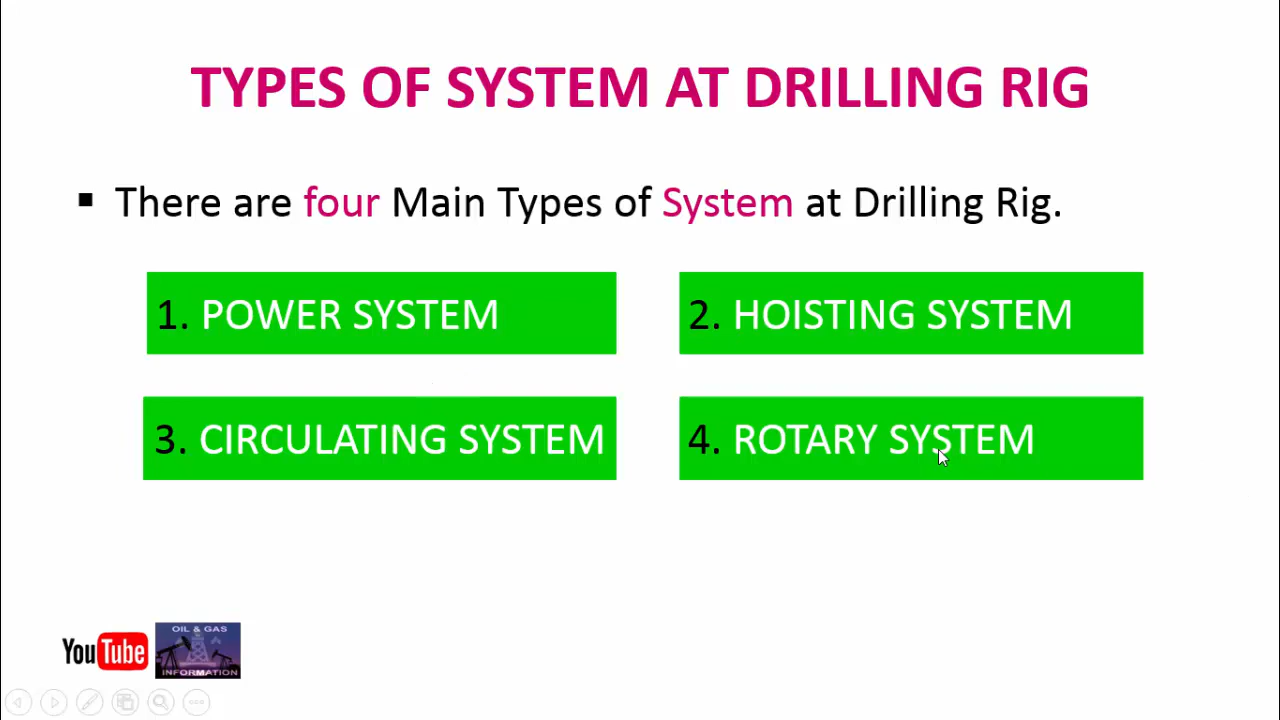 TYPES OF SYSTEM AT DRILLING RIG
▪ There are four Main Types of System at Drilling Rig.
1. POWER SYSTEM
2. HOISTING SYSTEM
3. CIRCULATING SYSTEM
4. ROTARY SYSTEM
YouTube
OIL & GAS
INFORMATION